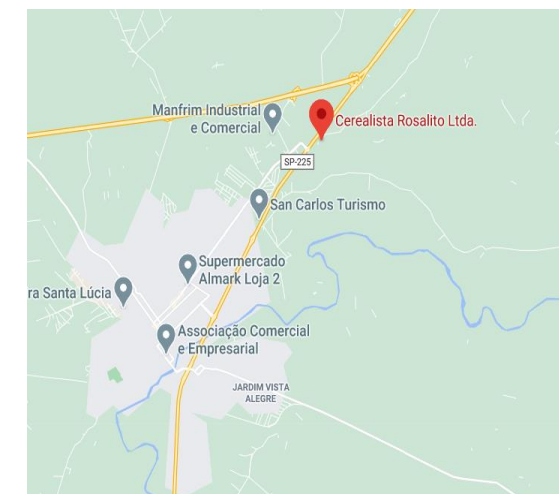 Manfrim Industrial
e Comercial
Cerealista Rosalito Ltda.
SP-225
San Carlos Turismo
Supermercado
Almark Loja 2
ra Santa Lúcia
Associação Comercial
e Empresarial
JARDIM VISTA
ALEGRE